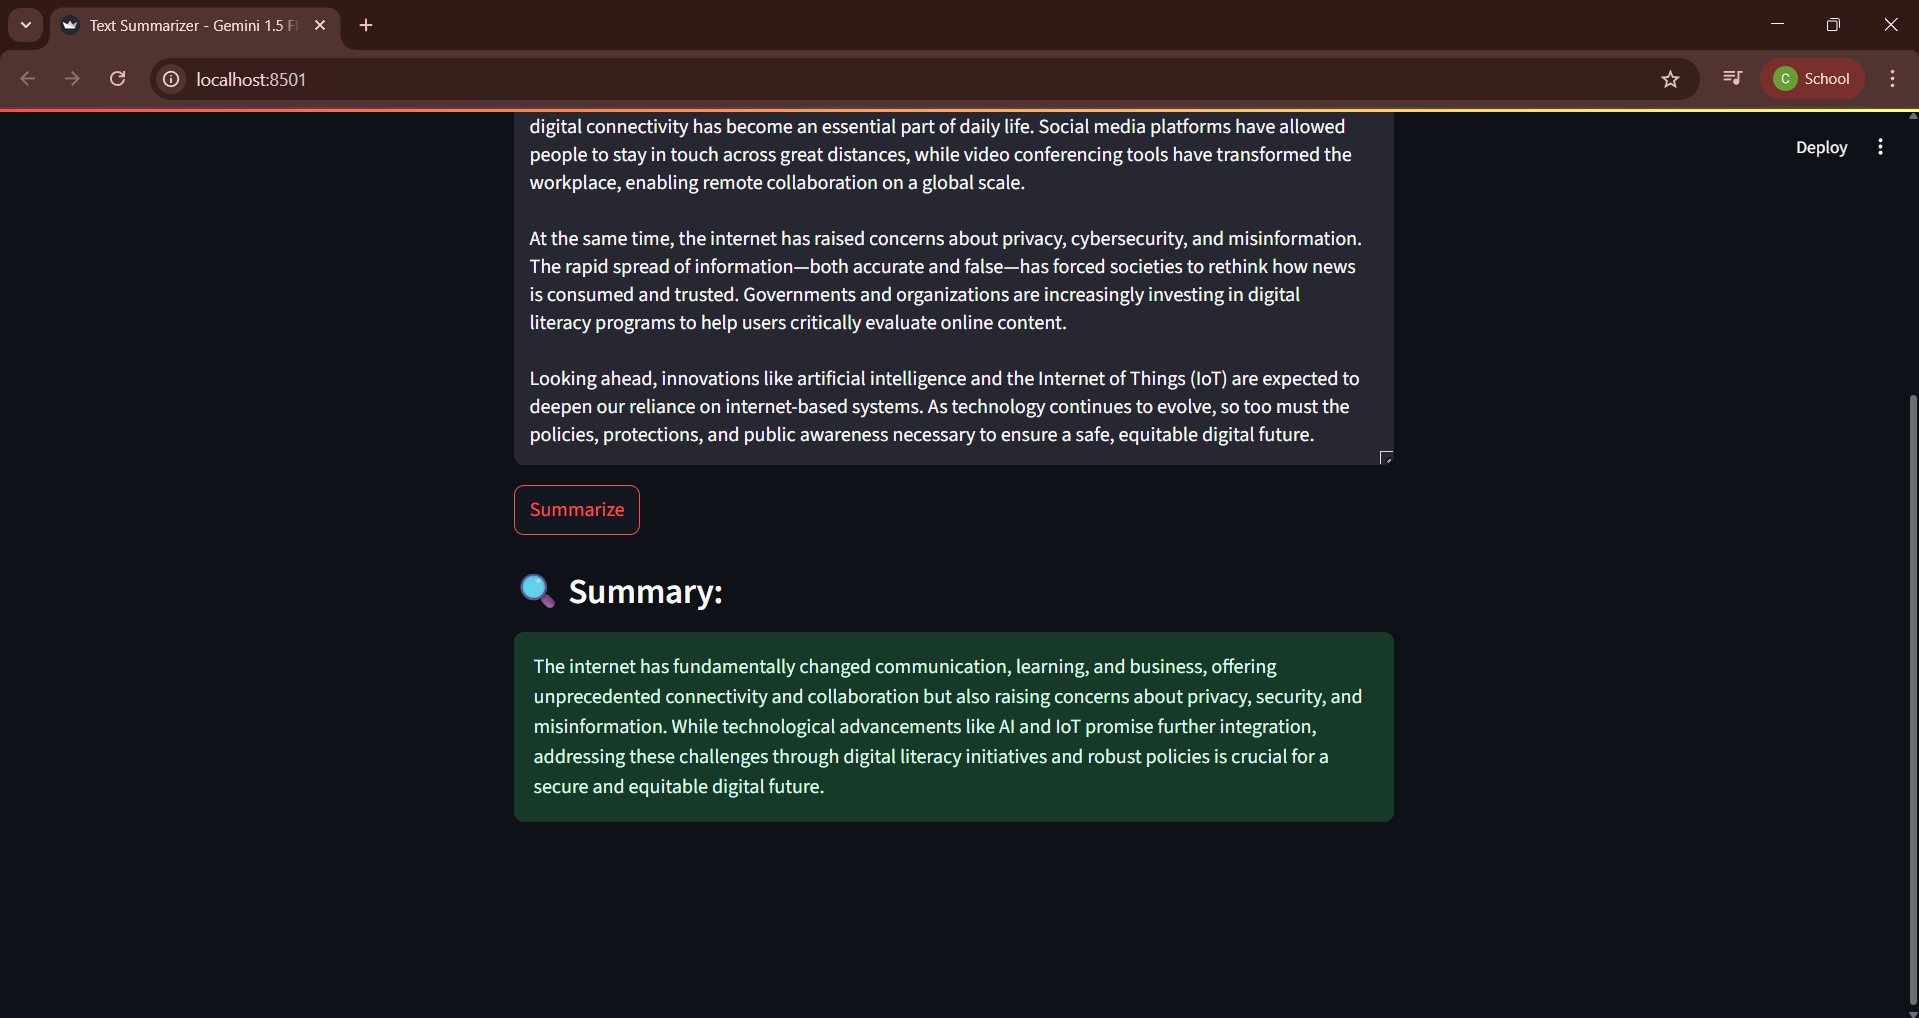 Text Summarizer - Gemini 1.5 Fl
localhost:8501
C School
Deploy
digital connectivity has become an essential part of daily life. Social media platforms have allowed
people to stay in touch across great distances, while video conferencing tools have transformed the
workplace, enabling remote collaboration on a global scale.
At the same time, the internet has raised concerns about privacy, cybersecurity, and misinformation.
The rapid spread of information—both accurate and false—has forced societies to rethink how news
is consumed and trusted. Governments and organizations are increasingly investing in digital
literacy programs to help users critically evaluate online content.
Looking ahead, innovations like artificial intelligence and the Internet of Things (IoT) are expected to
deepen our reliance on internet-based systems. As technology continues to evolve, so too must the
policies, protections, and public awareness necessary to ensure a safe, equitable digital future.
Summarize
Summary:
The internet has fundamentally changed communication, learning, and business, offering
unprecedented connectivity and collaboration but also raising concerns about privacy, security, and
misinformation. While technological advancements like AI and IoT promise further integration,
addressing these challenges through digital literacy initiatives and robust policies is crucial for a
secure and equitable digital future.